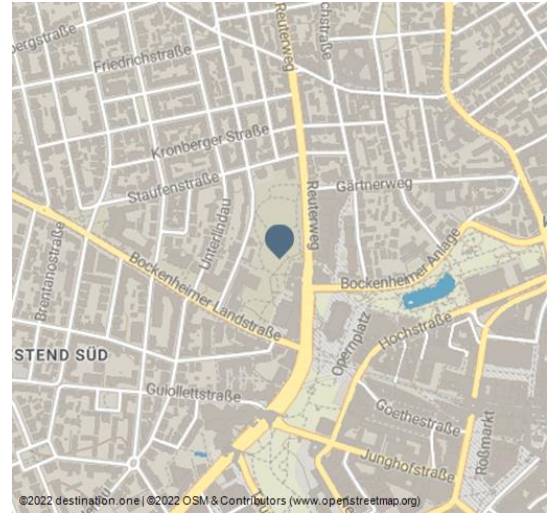 bergstraße
Friedrichstraße
Reuterweg
Kronberger Straße
Staufenstraße
Gärtnerweg
Reuterweg
Unterlindau
Brentanostraße
Bockenheimer Landstraße
Bockenheimer Anlage
Opernplatz
Hochstraße
STEND SÜD
Guiollettstraße
Goethestraße
Roßmarkt
Junghofstraße
©2022 destination.one | ©2022 OSM & Contributors (www.openstreetmap.org)